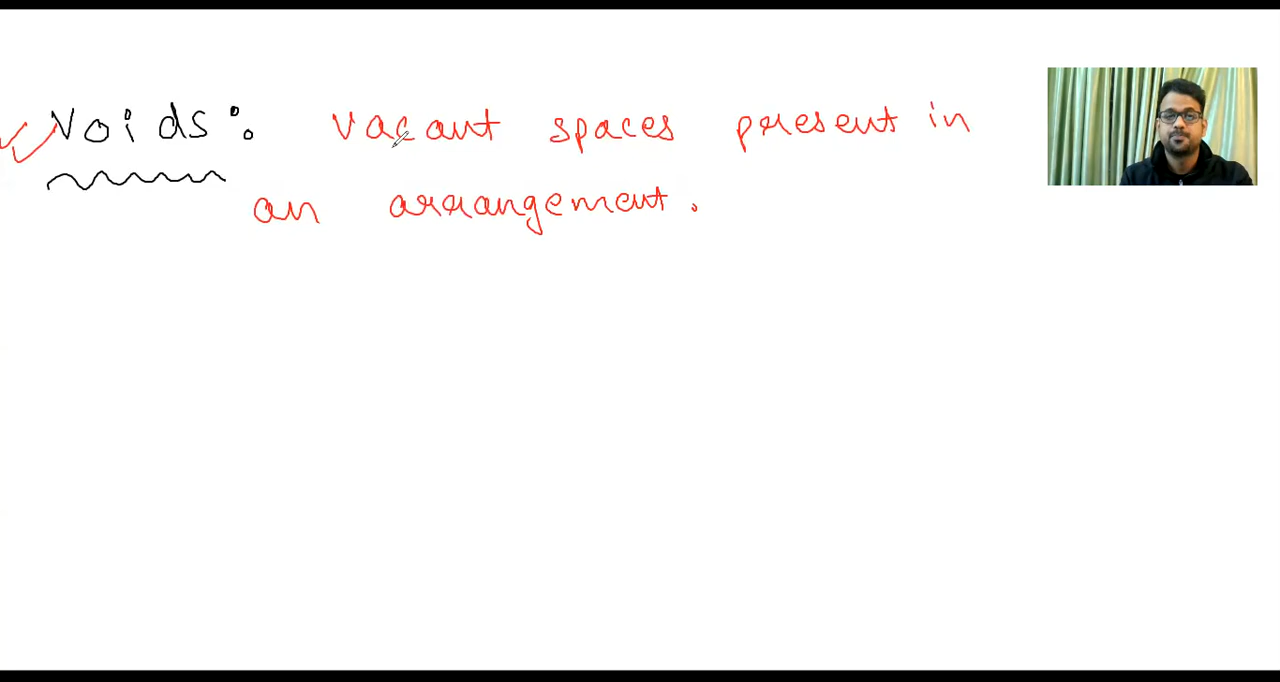 Voids: vacant spaces present in
an arrangement.